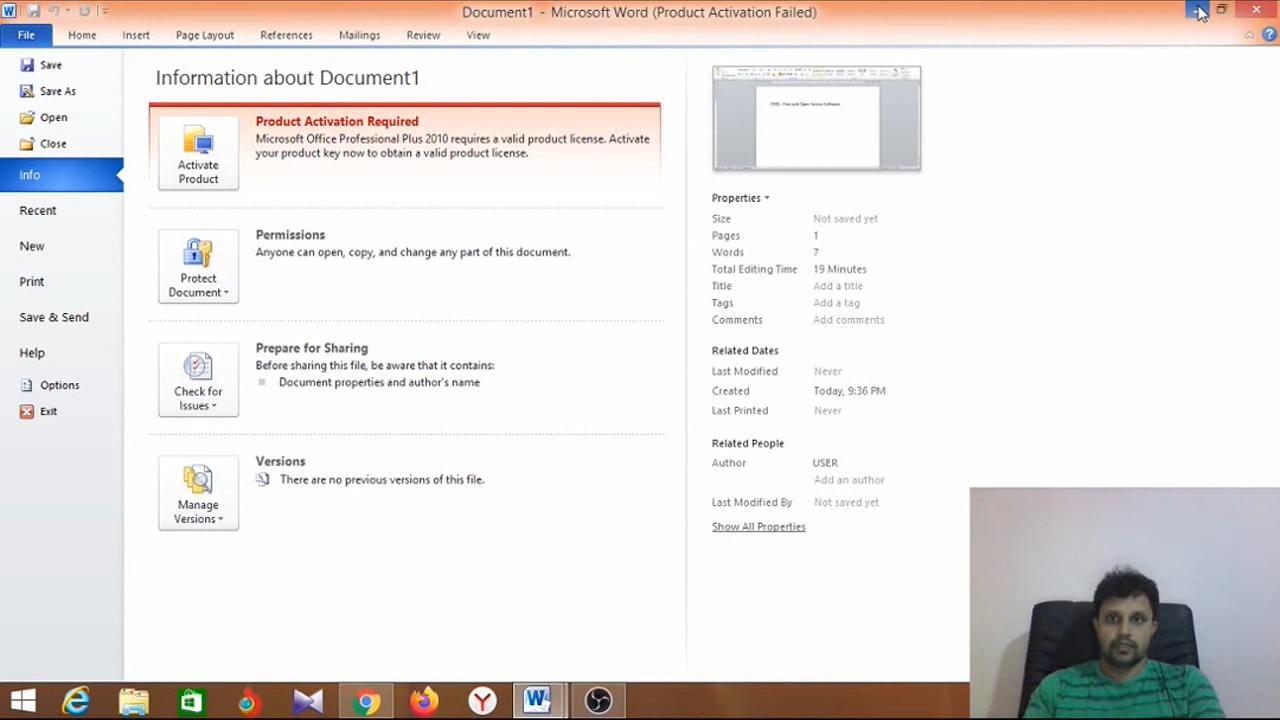 Document1 - Microsoft Word (Product Activation Failed)
File Home Insert Page Layout References Mailings Review View
Save
Save As
Open
Close
Info
Recent
New
Print
Save & Send
Help
Options
Exit
Information about Document1
Activate Product
Product Activation Required
Microsoft Office Professional Plus 2010 requires a valid product license. Activate
your product key now to obtain a valid product license.
Protect Document
Permissions
Anyone can open, copy, and change any part of this document.
Check for Issues
Prepare for Sharing
Before sharing this file, be aware that it contains:
Document properties and author's name
Manage Versions
Versions
There are no previous versions of this file.
Properties
Size Not saved yet
Pages 1
Words 7
Total Editing Time 19 Minutes
Title Add a title
Tags Add a tag
Comments Add comments
Related Dates
Last Modified Never
Created Today, 9:36 PM
Last Printed Never
Related People
Author USER
Add an author
Last Modified By Not saved yet
Show All Properties